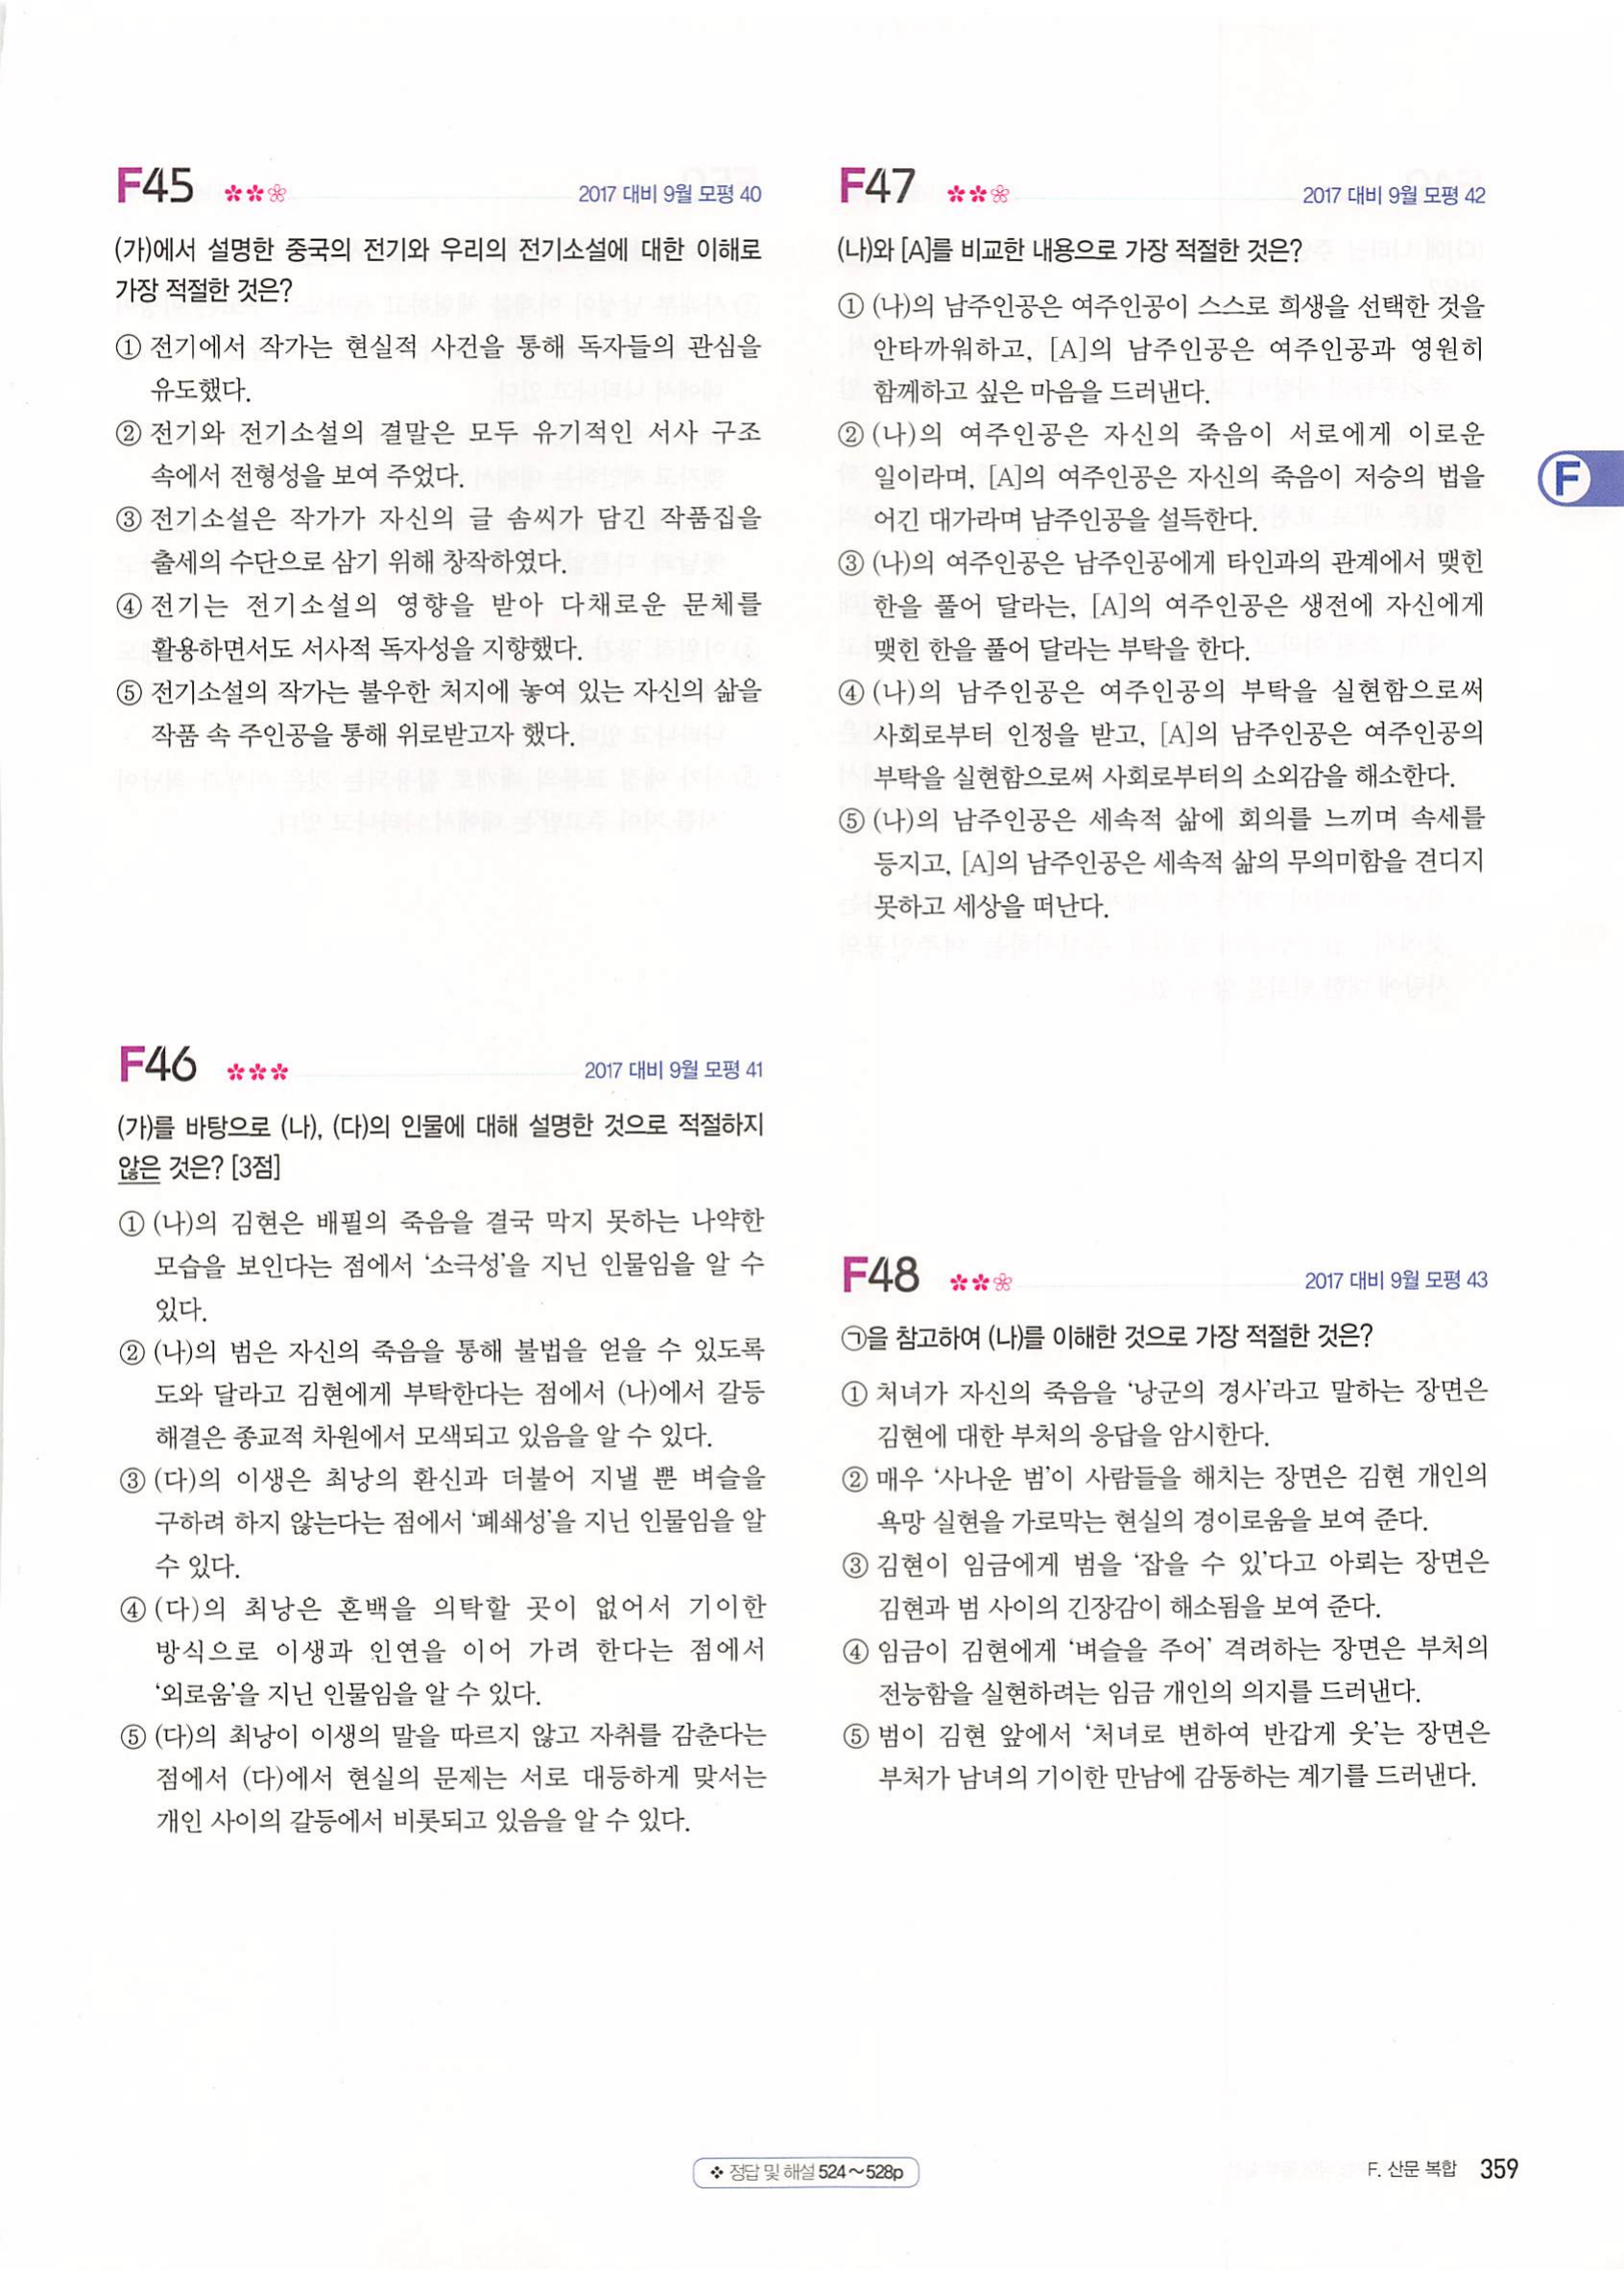 F45 2017 대비 9월 모평 40
(가)에서 설명한 중국의 전기와 우리의 전기소설에 대한 이해로
가장 적절한 것은?
① 전기에서 작가는 현실적 사건을 통해 독자들의 관심을
유도했다.
② 전기와 전기소설의 결말은 모두 유기적인 서사 구조
속에서 전형성을 보여 주었다.
③ 전기소설은 작가가 자신의 글 솜씨가 담긴 작품집을
출세의 수단으로 삼기 위해 창작하였다.
④ 전기는 전기소설의 영향을 받아 다채로운 문체를
활용하면서도 서사적 독자성을 지향했다.
⑤ 전기소설의 작가는 불우한 처지에 놓여 있는 자신의 삶을
작품 속 주인공을 통해 위로받고자 했다.
F46 2017 대비 9월 모평 41
(가)를 바탕으로 (나), (다)의 인물에 대해 설명한 것으로 적절하지
않은 것은? [3점]
① (나)의 김현은 배필의 죽음을 결국 막지 못하는 나약한
모습을 보인다는 점에서 ‘소극성’을 지닌 인물임을 알 수
있다.
② (나)의 범은 자신의 죽음을 통해 불법을 얻을 수 있도록
도와 달라고 김현에게 부탁한다는 점에서 (나)에서 갈등
해결은 종교적 차원에서 모색되고 있음을 알 수 있다.
③ (다)의 이생은 최낭의 환신과 더불어 지낼 뿐 벼슬을
구하려 하지 않는다는 점에서 ‘폐쇄성’을 지닌 인물임을 알
수 있다.
④ (다)의 최낭은 혼백을 의탁할 곳이 없어서 기이한
방식으로 이생과 인연을 이어 가려 한다는 점에서
‘외로움’을 지닌 인물임을 알 수 있다.
⑤ (다)의 최낭이 이생의 말을 따르지 않고 자취를 감춘다는
점에서 (다)에서 현실의 문제는 서로 대등하게 맞서는
개인 사이의 갈등에서 비롯되고 있음을 알 수 있다.
F47 2017 대비 9월 모평 42
(나)와 [A]를 비교한 내용으로 가장 적절한 것은?
① (나)의 남주인공은 여주인공이 스스로 희생을 선택한 것을
안타까워하고, [A]의 남주인공은 여주인공과 영원히
함께하고 싶은 마음을 드러낸다.
② (나)의 여주인공은 자신의 죽음이 서로에게 이로운
일이라며, [A]의 여주인공은 자신의 죽음이 저승의 법을
어긴 대가라며 남주인공을 설득한다.
③ (나)의 여주인공은 남주인공에게 타인과의 관계에서 맺힌
한을 풀어 달라는, [A]의 여주인공은 생전에 자신에게
맺힌 한을 풀어 달라는 부탁을 한다.
④ (나)의 남주인공은 여주인공의 부탁을 실현함으로써
사회로부터 인정을 받고, [A]의 남주인공은 여주인공의
부탁을 실현함으로써 사회로부터의 소외감을 해소한다.
⑤ (나)의 남주인공은 세속적 삶에 회의를 느끼며 속세를
등지고, [A]의 남주인공은 세속적 삶의 무의미함을 견디지
못하고 세상을 떠난다.
F48 2017 대비 9월 모평 43
㉠을 참고하여 (나)를 이해한 것으로 가장 적절한 것은?
① 처녀가 자신의 죽음을 ‘낭군의 경사’라고 말하는 장면은
김현에 대한 부처의 응답을 암시한다.
② 매우 ‘사나운 범’이 사람들을 해치는 장면은 김현 개인의
욕망 실현을 가로막는 현실의 경이로움을 보여 준다.
③ 김현이 임금에게 범을 ‘잡을 수 있’다고 아뢰는 장면은
김현과 범 사이의 긴장감이 해소됨을 보여 준다.
④ 임금이 김현에게 ‘벼슬을 주어’ 격려하는 장면은 부처의
전능함을 실현하려는 임금 개인의 의지를 드러낸다.
⑤ 범이 김현 앞에서 ‘처녀로 변하여 반갑게 웃’는 장면은
부처가 남녀의 기이한 만남에 감동하는 계기를 드러낸다.
F
정답 및 해설 524~528p
F. 산문 복합 359